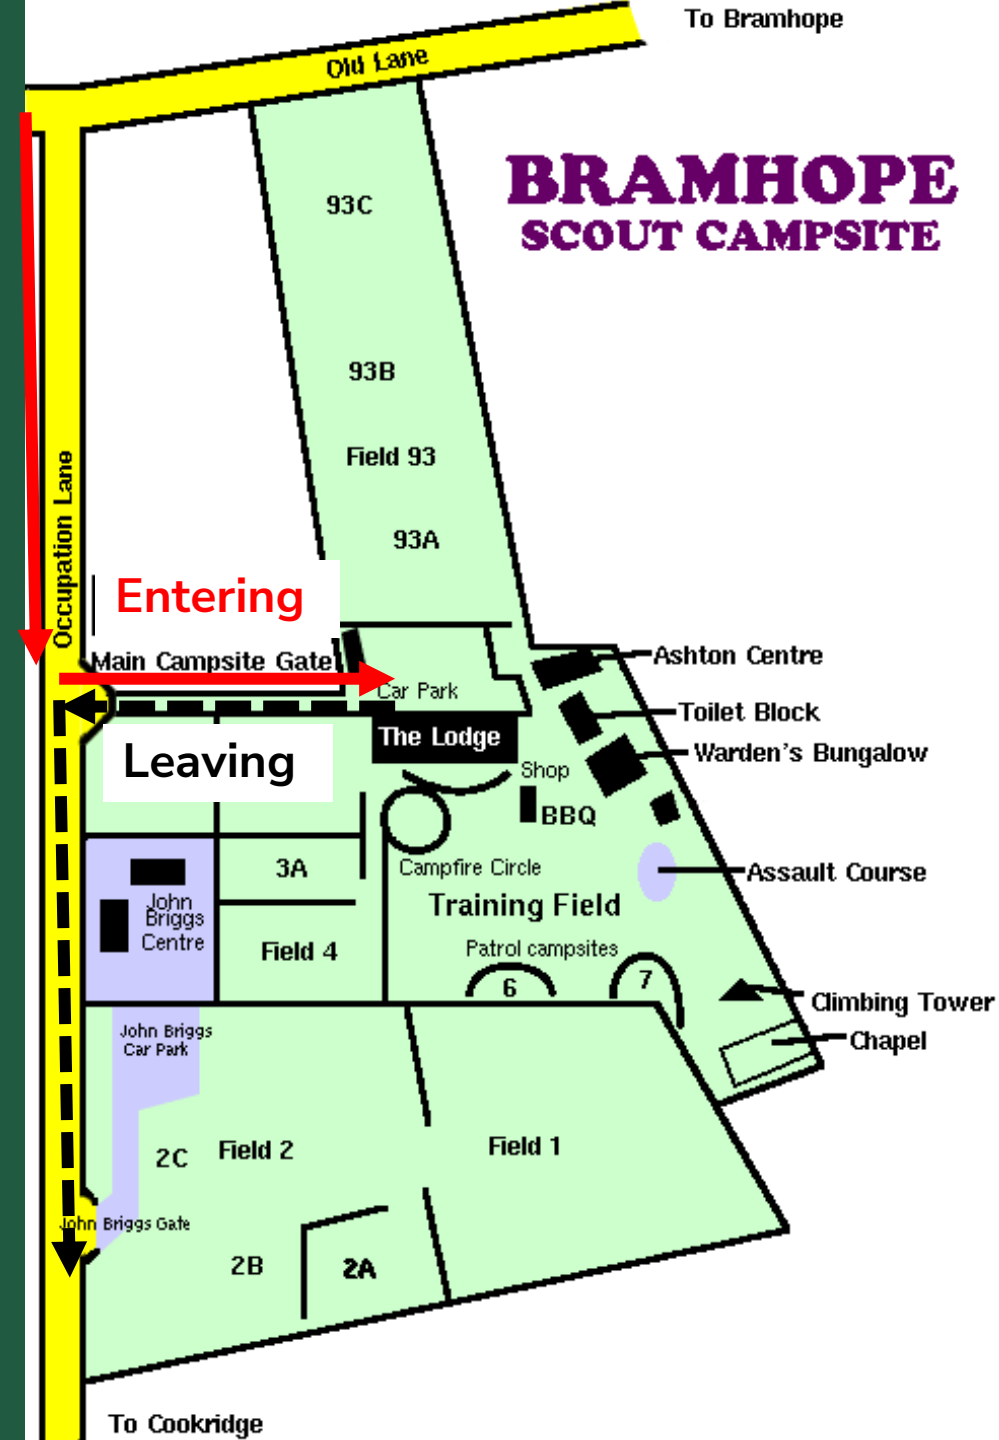 To Bramhope
Old Lane
BRAMHOPE
SCOUT CAMPSITE
93C
93B
Field 93
93A
Occupation Lane
Entering
Main Campsite Gate
Car Park
Ashton Centre
Toilet Block
The Lodge
Warden's Bungalow
Leaving
Shop
BBQ
Campfire Circle
3A
Assault Course
John
Briggs
Centre
Training Field
Field 4
Patrol campsites
6
7
Climbing Tower
Chapel
John Briggs
Car Park
2C
Field 2
Field 1
John Briggs Gate
2B
2A
To Cookridge